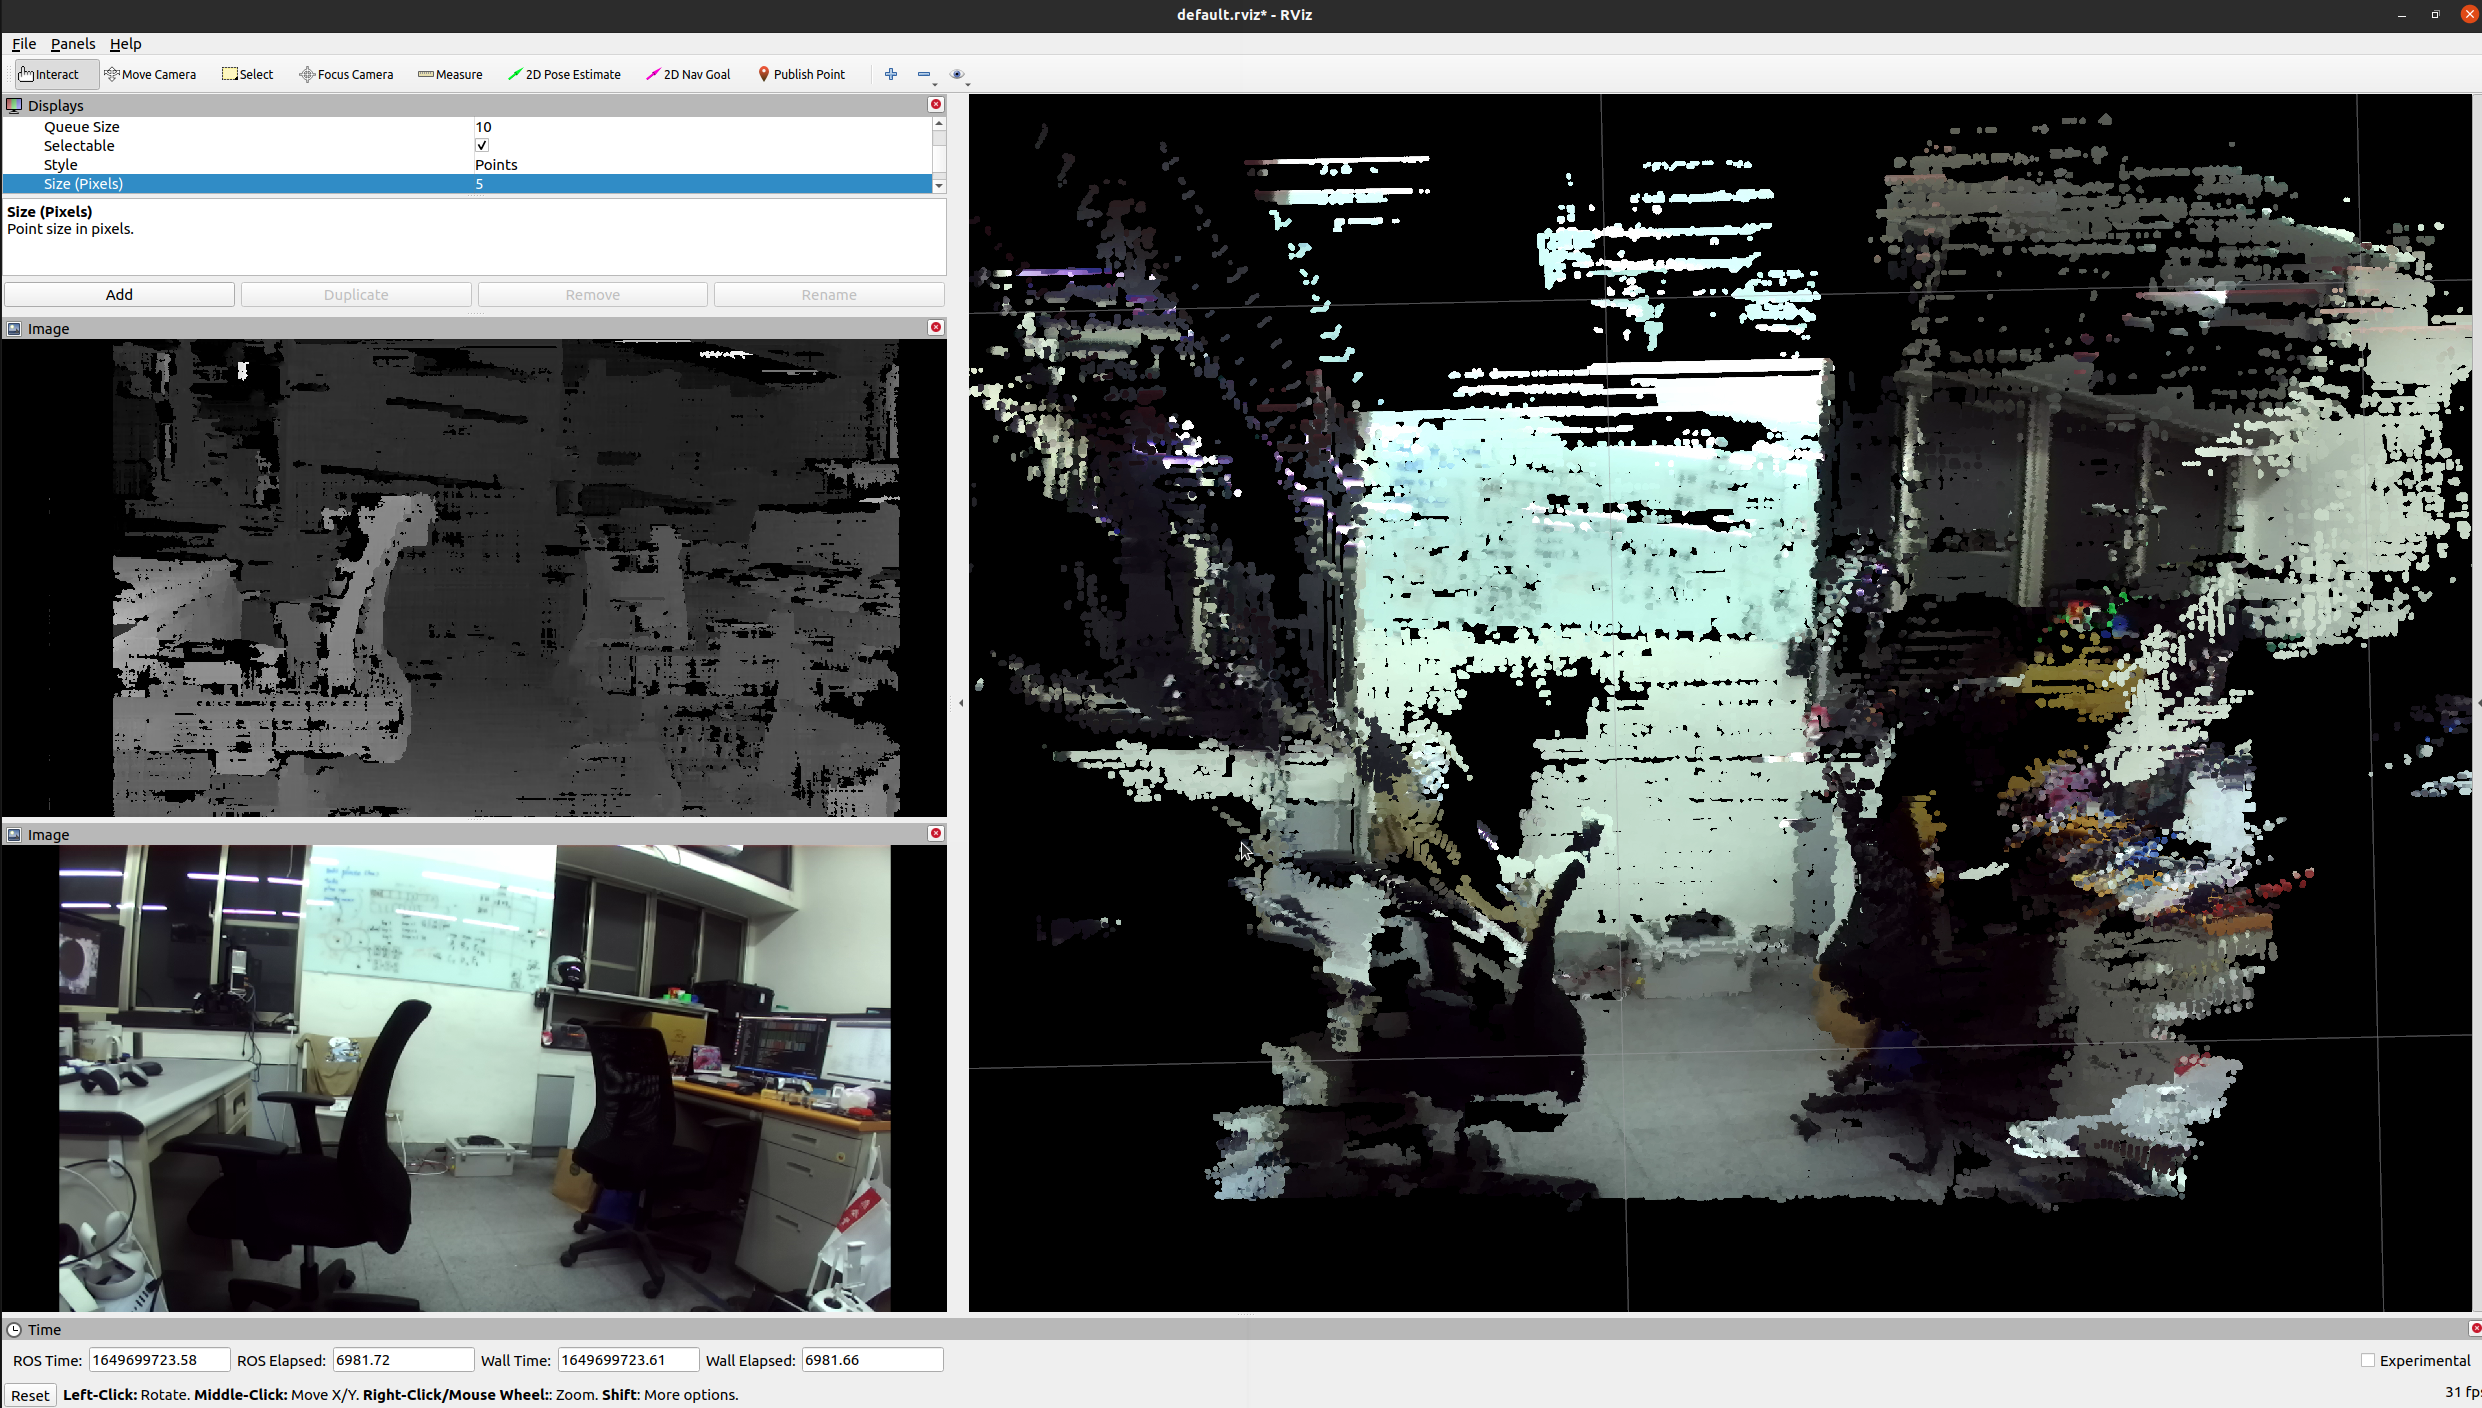 default.rviz* - RViz
File Panels Help
Interact Move Camera Select Focus Camera Measure 2D Pose Estimate 2D Nav Goal Publish Point
Displays
Queue Size 10
Selectable
Style Points
Size (Pixels) 5
Size (Pixels)
Point size in pixels.
Add Duplicate Remove Rename
Image
Image
Time
ROS Time: 1649699723.58 ROS Elapsed: 6981.72 Wall Time: 1649699723.61 Wall Elapsed: 6981.66 Experimental
Reset Left-Click: Rotate. Middle-Click: Move X/Y. Right-Click/Mouse Wheel:: Zoom. Shift: More options. 31 fps